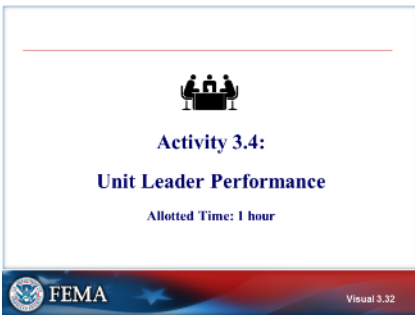 Activity 3.4:
Unit Leader Performance
Allotted Time: 1 hour
FEMA
Visual 3.32